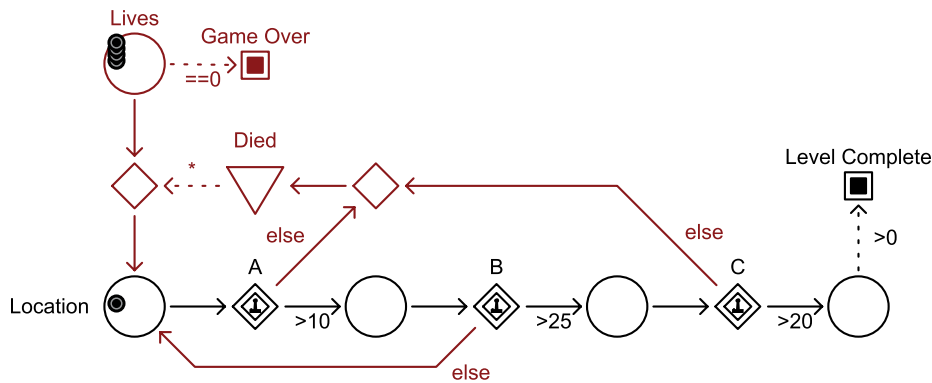 Lives
Game Over
==0
Died
*
Level Complete
else
else
>0
A
B
C
Location
>10
>25
>20
else